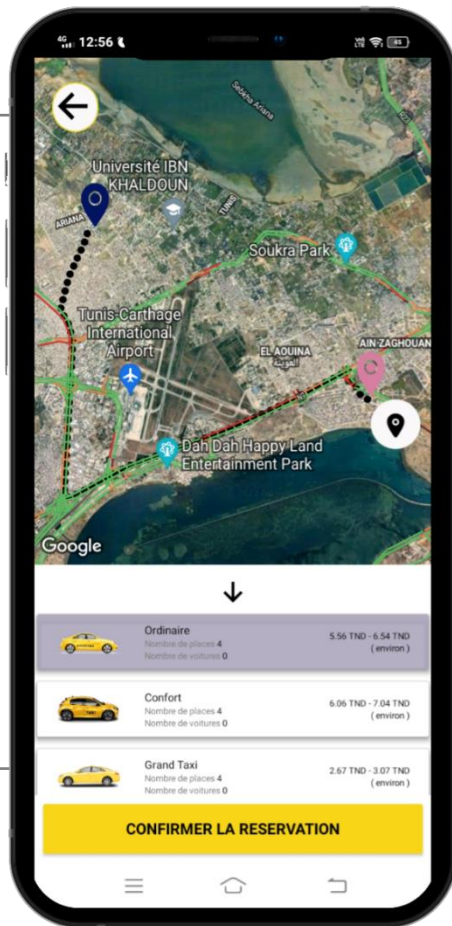 4G 12:56
85
Sebkha Ariana
Université IBN
KHALDOUN
TUNIS
ARIANA
Soukra Park
Tunis-Carthage
International
Airport
EL AOUINA
العوينة
AIN ZAGHOUAN
Dah Dah Happy Land
Entertainment Park
Google
Ordinaire
Nombre de places 4
Nombre de voitures 0
5.56 TND - 6.54 TND
( environ )
Confort
Nombre de places 4
Nombre de voitures 0
6.06 TND - 7.04 TND
( environ )
Grand Taxi
Nombre de places 4
Nombre de voitures 0
2.67 TND - 3.07 TND
( environ )
CONFIRMER LA RESERVATION